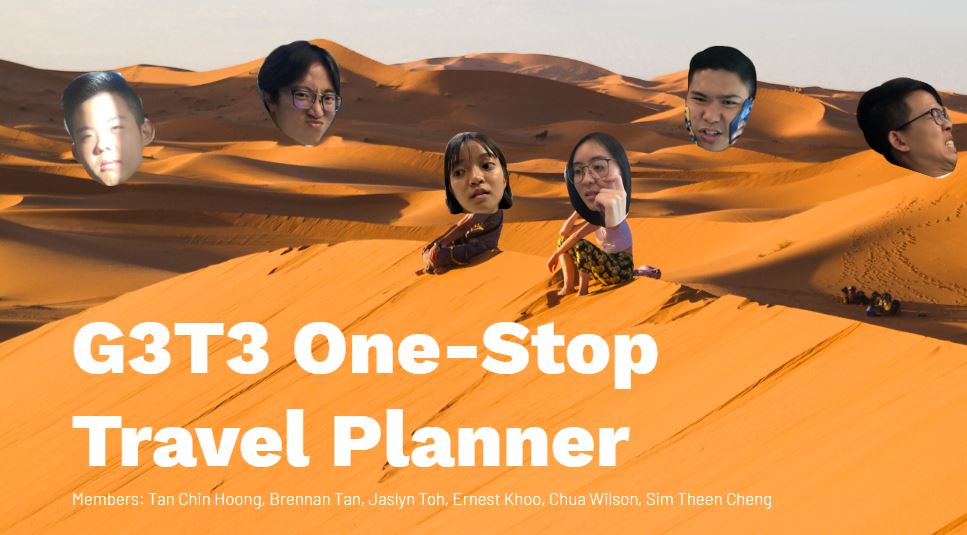 G3T3 One-Stop
Travel Planner
Members: Tan Chin Hoong, Brennan Tan, Jaslyn Toh, Ernest Khoo, Chua Wilson, Sim Theen Cheng